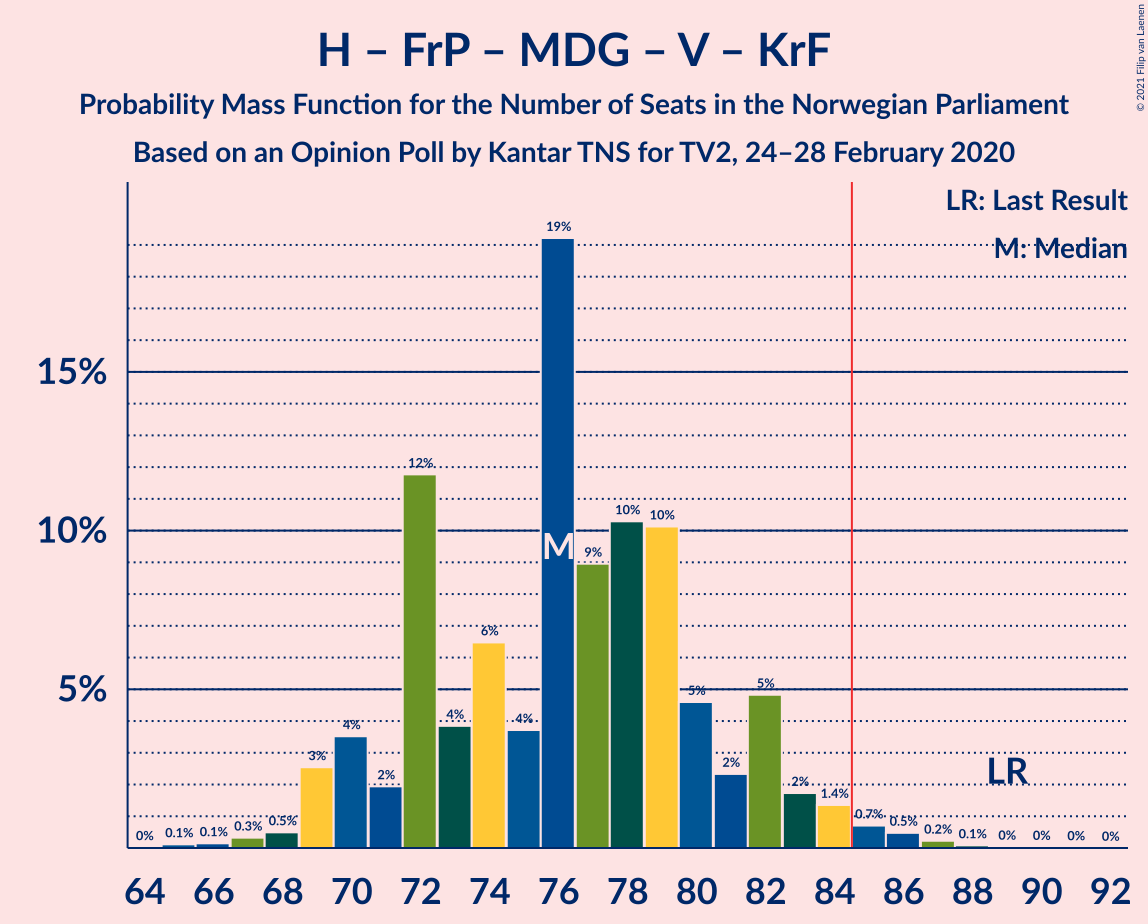 H – FrP – MDG – V – KrF
Probability Mass Function for the Number of Seats in the Norwegian Parliament
Based on an Opinion Poll by Kantar TNS for TV2, 24–28 February 2020
© 2021 Filip van Laenen
LR: Last Result
M: Median
15%
10%
5%
0% 0.1% 0.1% 0.3% 0.5% 3% 4% 2% 12% 4% 6% 4% 19% 9% 10% 10% 5% 2% 5% 2% 1.4% 0.7% 0.5% 0.2% 0.1% 0% 0% 0% 0%
M
LR
64 66 68 70 72 74 76 78 80 82 84 86 88 90 92